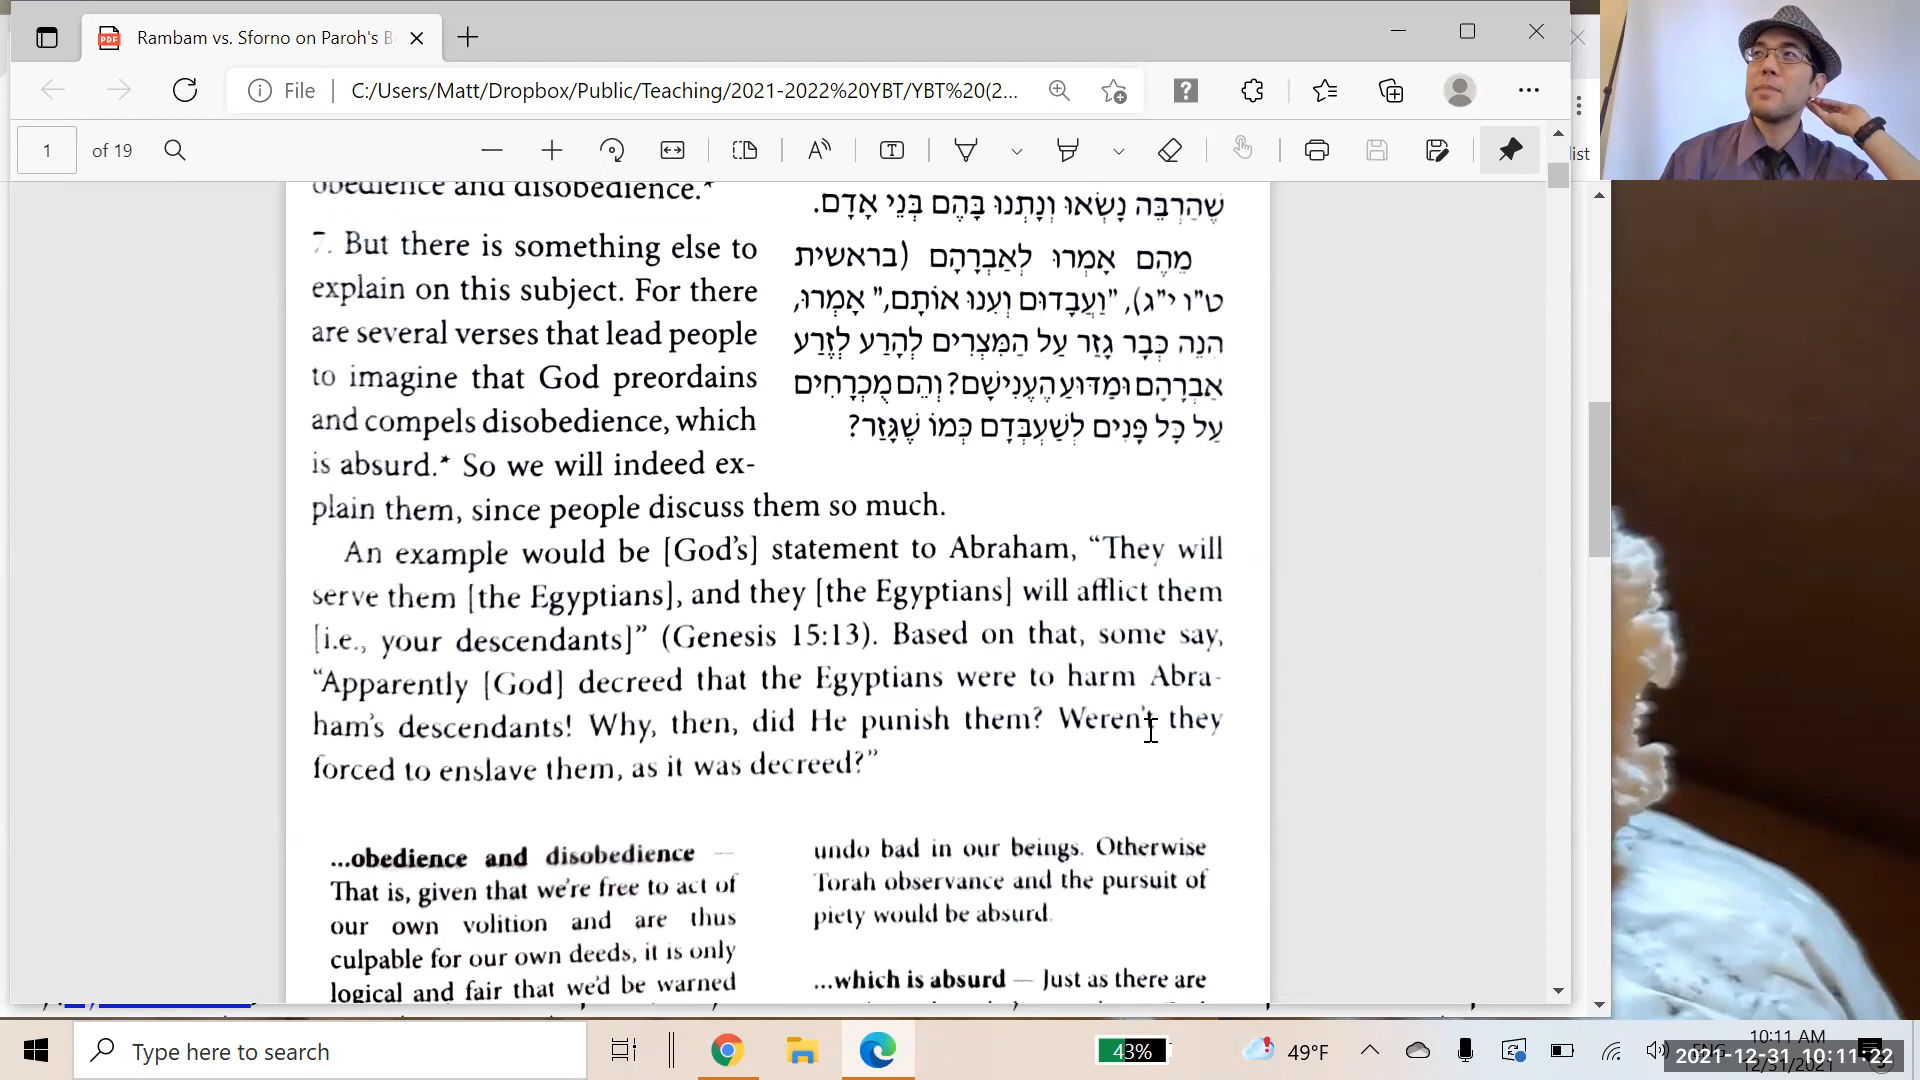 Rambam vs. Sforno on Paroh's B
File
C:/Users/Matt/Dropbox/Public/Teaching/2021-2022%20YBT/YBT%20(2...
1 of 19
list
obedience and disobedience.*
7. But there is something else to
explain on this subject. For there
are several verses that lead people
to imagine that God preordains
and compels disobedience, which
is absurd.* So we will indeed ex-
plain them, since people discuss them so much.
שֶׁהַרְבֵּה נָשְׂאוּ וְנָתְנוּ בָּהֶם בְּנֵי אָדָם.
מֵהֶם אָמְרוּ לְאַבְרָהָם (בראשית
ט"ו י"ג), "וַעֲבָדוּם וְעִנּוּ אוֹתָם," אָמְרוּ,
הִנֵּה כְּבָר גָּזַר עַל הַמִּצְרִים לְהָרַע לְזֶרַע
אַבְרָהָם וּמַדּוּעַ הֶעֱנִישָׁם? וְהֵם מֻכְרָחִים
עַל כָּל פָּנִים לְשַׁעְבְּדָם כְּמוֹ שֶׁגָּזַר?
An example would be [God's] statement to Abraham, “They will
serve them [the Egyptians], and they [the Egyptians] will afflict them
[i.e., your descendants]” (Genesis 15:13). Based on that, some say,
“Apparently [God] decreed that the Egyptians were to harm Abra-
ham's descendants! Why, then, did He punish them? Weren't they
forced to enslave them, as it was decreed?”
...obedience and disobedience —
That is, given that we're free to act of
our own volition and are thus
culpable for our own deeds, it is only
logical and fair that we'd be warned
undo bad in our beings. Otherwise
Torah observance and the pursuit of
piety would be absurd.
...which is absurd — Just as there are
Type here to search
43%
49°F
10:11 AM
2021-12-31 10:11:22